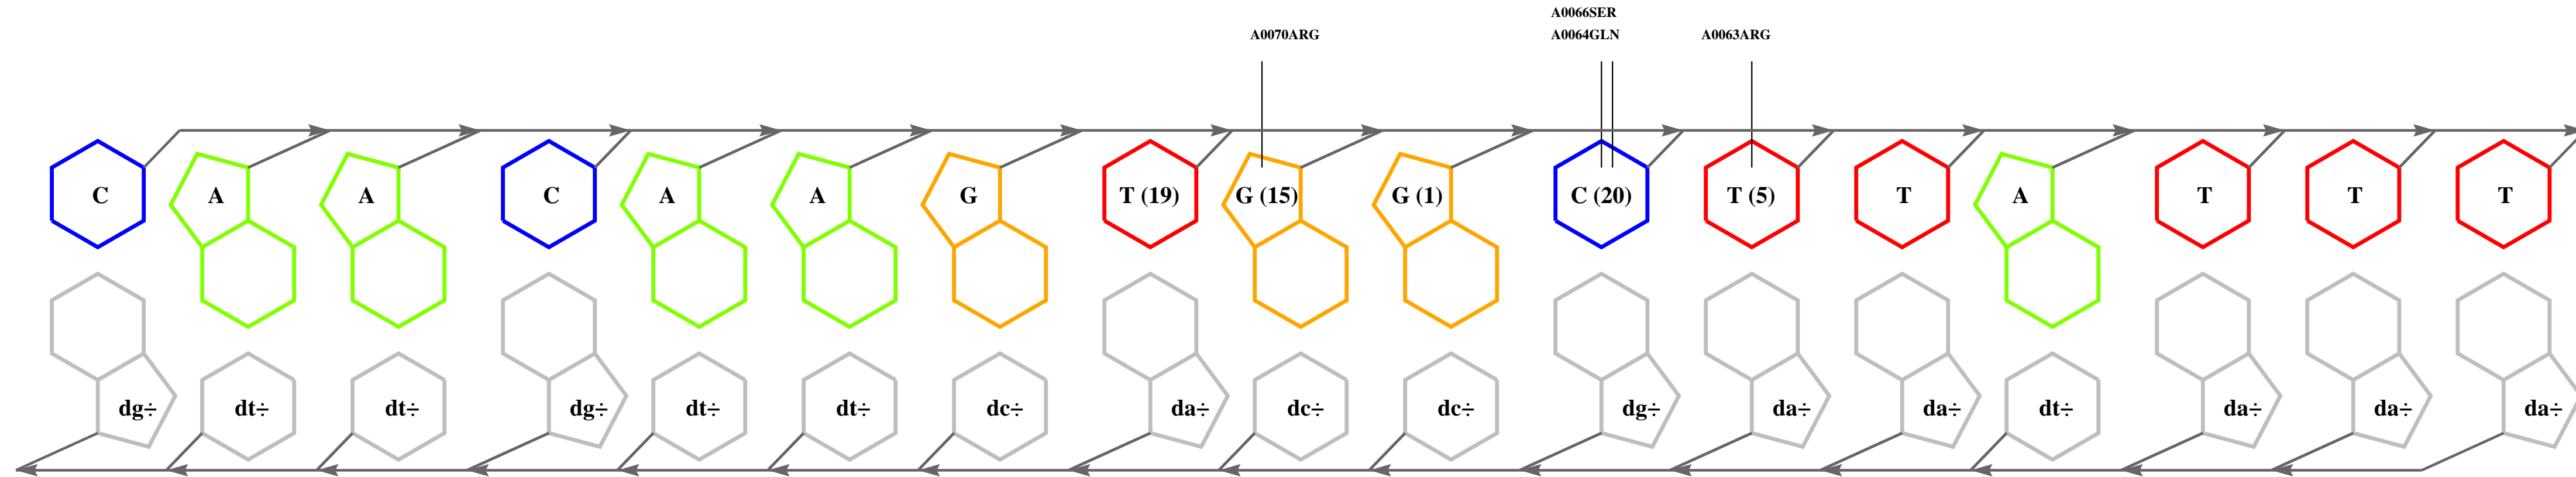 A0066SER
A0070ARG A0064GLN A0063ARG
C A A C A A G T (19) G (15) G (1) C (20) T (5) T A T T T
dg÷ dt÷ dt÷ dg÷ dt÷ dt÷ dc÷ da÷ dc÷ dc÷ dg÷ da÷ da÷ dt÷ da÷ da÷ da÷